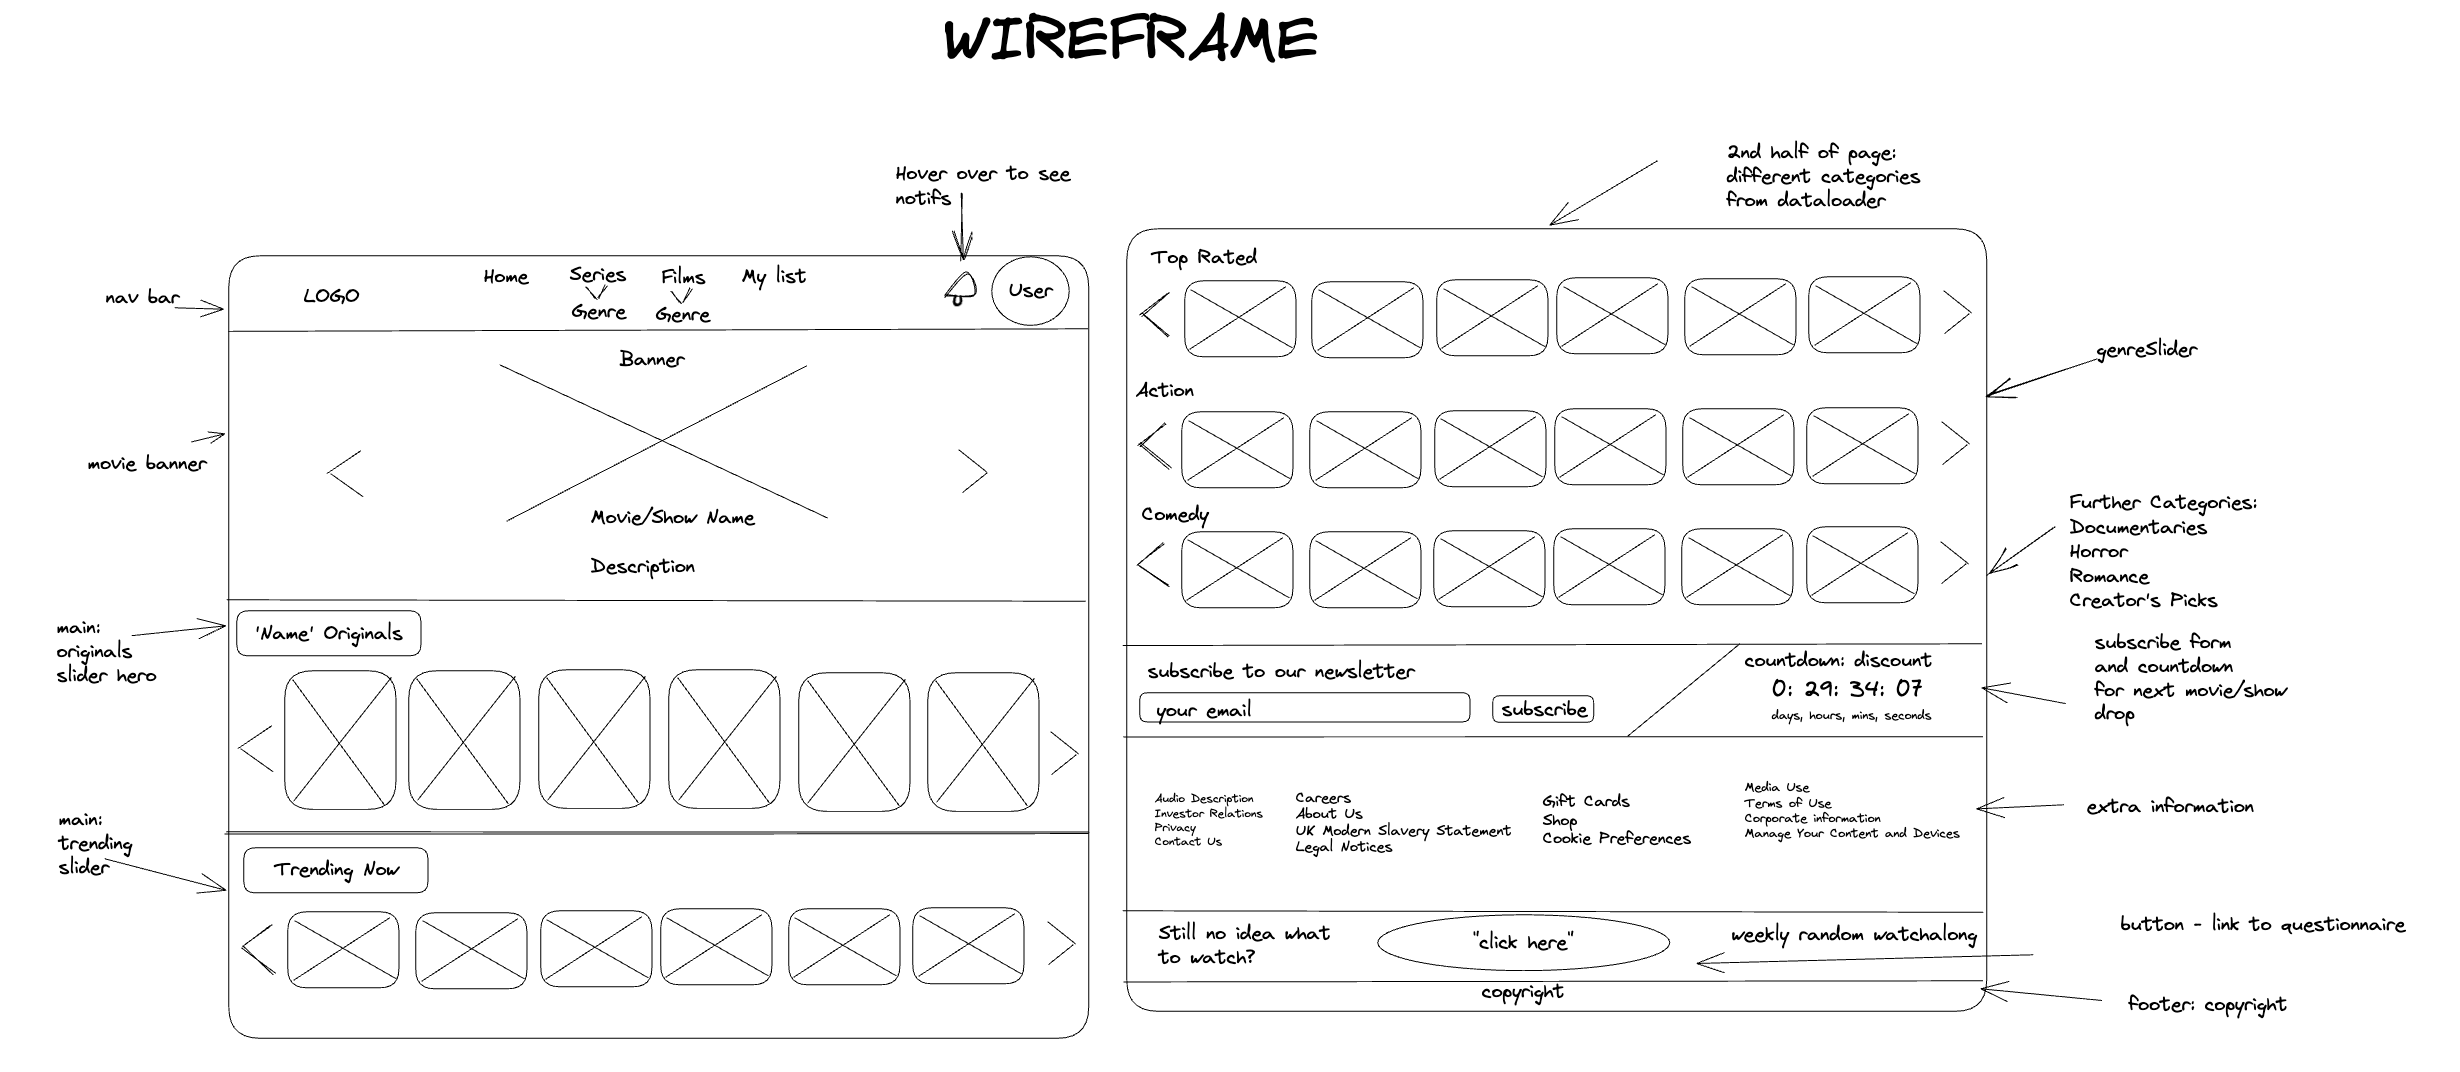 WIREFRAME
Hover over to see
notifs
nav bar
LOGO
Home
Series
Genre
Films
Genre
My list
User
Banner
movie banner
Movie/Show Name
Description
main:
originals
slider hero
'Name' Originals
main:
trending
slider
Trending Now
2nd half of page:
different categories
from dataloader
Top Rated
genreSlider
Action
Comedy
Further Categories:
Documentaries
Horror
Romance
Creator's Picks
subscribe to our newsletter
your email
subscribe
countdown: discount
0: 29: 34: 07
days, hours, mins, seconds
subscribe form
and countdown
for next movie/show
drop
Audio Description
Investor Relations
Privacy
Contact Us
Careers
About Us
UK Modern Slavery Statement
Legal Notices
Gift Cards
Shop
Cookie Preferences
Media Use
Terms of Use
Corporate information
Manage Your Content and Devices
extra information
Still no idea what
to watch?
"click here"
weekly random watchalong
button - link to questionnaire
copyright
footer: copyright